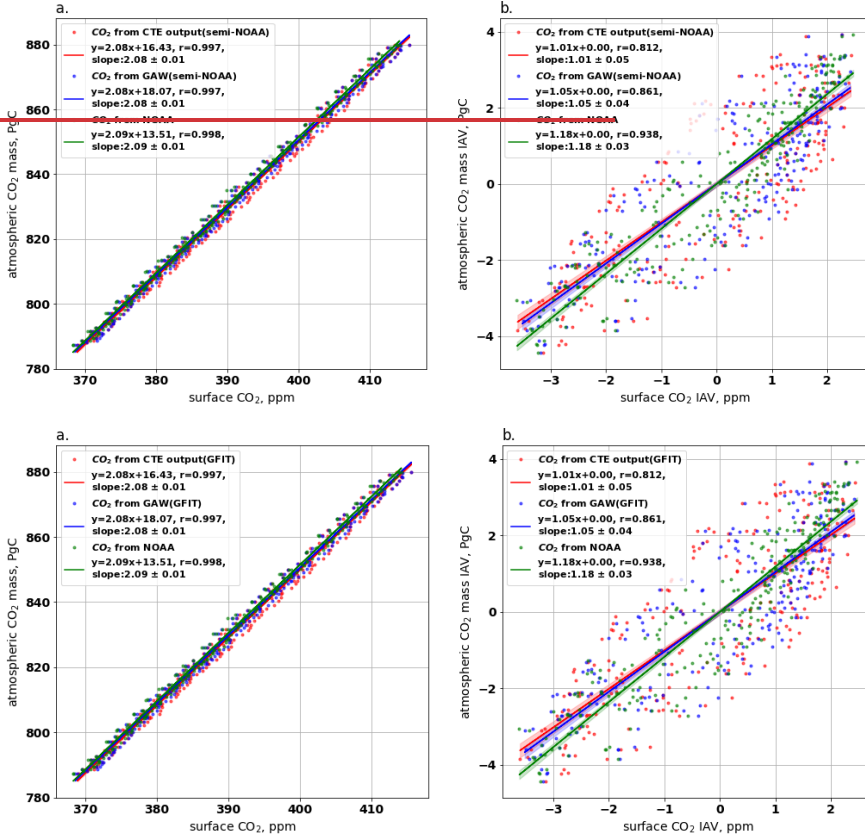 a.
CO2 from CTE output(semi-NOAA)
y=2.08x+16.43, r=0.997,
slope:2.08 ± 0.01
CO2 from GAW(semi-NOAA)
y=2.08x+18.07, r=0.997,
slope:2.08 ± 0.01
CO2 from NOAA
y=2.09x+13.51, r=0.998,
slope:2.09 ± 0.01
atmospheric CO2 mass, PgC
880
860
840
820
800
780
370 380 390 400 410
surface CO2, ppm
b.
CO2 from CTE output(semi-NOAA)
y=1.01x+0.00, r=0.812,
slope:1.01 ± 0.05
CO2 from GAW(semi-NOAA)
y=1.05x+0.00, r=0.861,
slope:1.05 ± 0.04
CO2 from NOAA
y=1.18x+0.00, r=0.938,
slope:1.18 ± 0.03
atmospheric CO2 mass IAV, PgC
4
2
0
−2
−4
−3 −2 −1 0 1 2
surface CO2 IAV, ppm
a.
CO2 from CTE output(GFIT)
y=2.08x+16.43, r=0.997,
slope:2.08 ± 0.01
CO2 from GAW(GFIT)
y=2.08x+18.07, r=0.997,
slope:2.08 ± 0.01
CO2 from NOAA
y=2.09x+13.51, r=0.998,
slope:2.09 ± 0.01
atmospheric CO2 mass, PgC
880
860
840
820
800
780
370 380 390 400 410
surface CO2, ppm
b.
CO2 from CTE output(GFIT)
y=1.01x+0.00, r=0.812,
slope:1.01 ± 0.05
CO2 from GAW(GFIT)
y=1.05x+0.00, r=0.861,
slope:1.05 ± 0.04
CO2 from NOAA
y=1.18x+0.00, r=0.938,
slope:1.18 ± 0.03
atmospheric CO2 mass IAV, PgC
4
2
0
−2
−4
−3 −2 −1 0 1 2
surface CO2 IAV, ppm